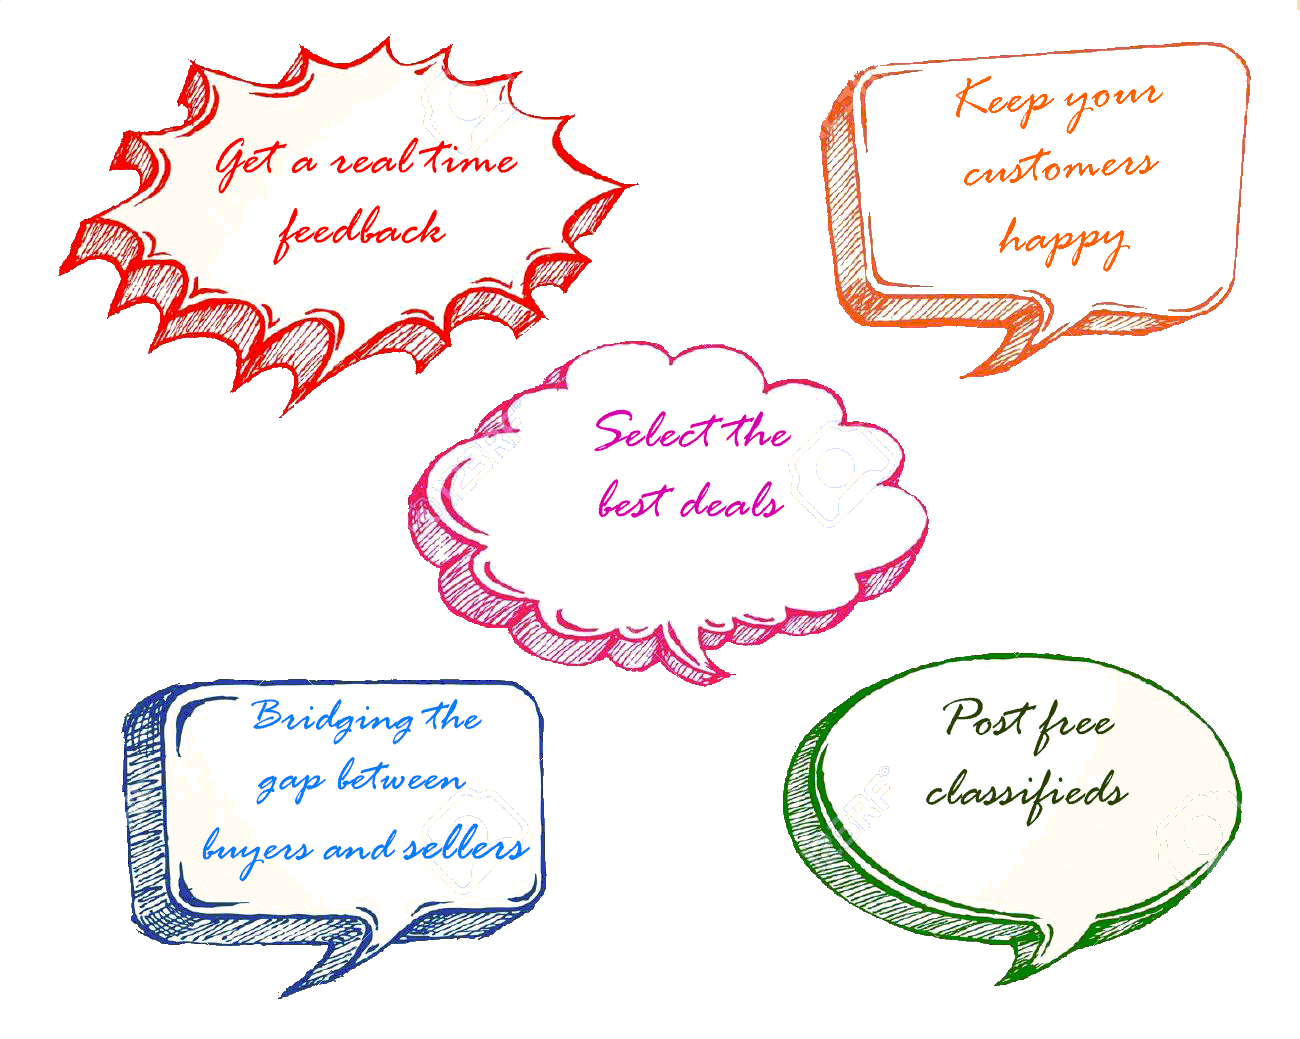 Get a real time
feedback
Keep your
customers
happy
Select the
best deals
Bridging the
gap between
buyers and sellers
Post free
classifieds